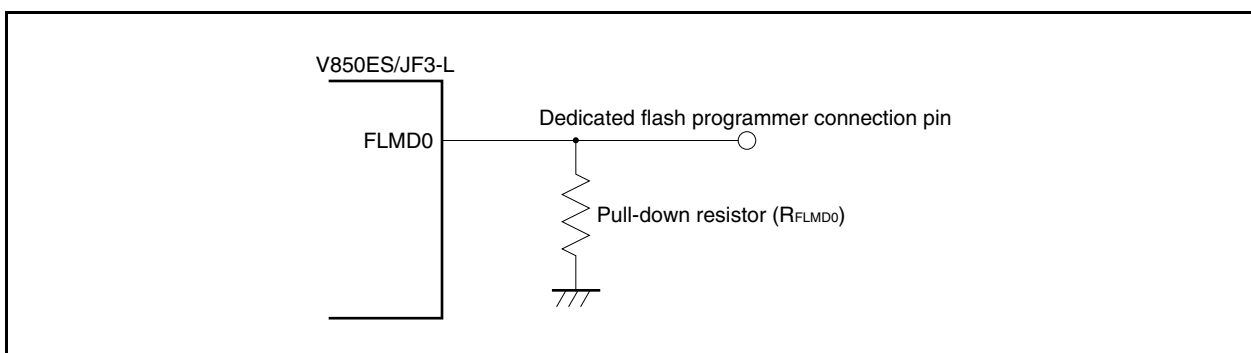 V850ES/JF3-L
Dedicated flash programmer connection pin
FLMD0
Pull-down resistor (RFLMD0)